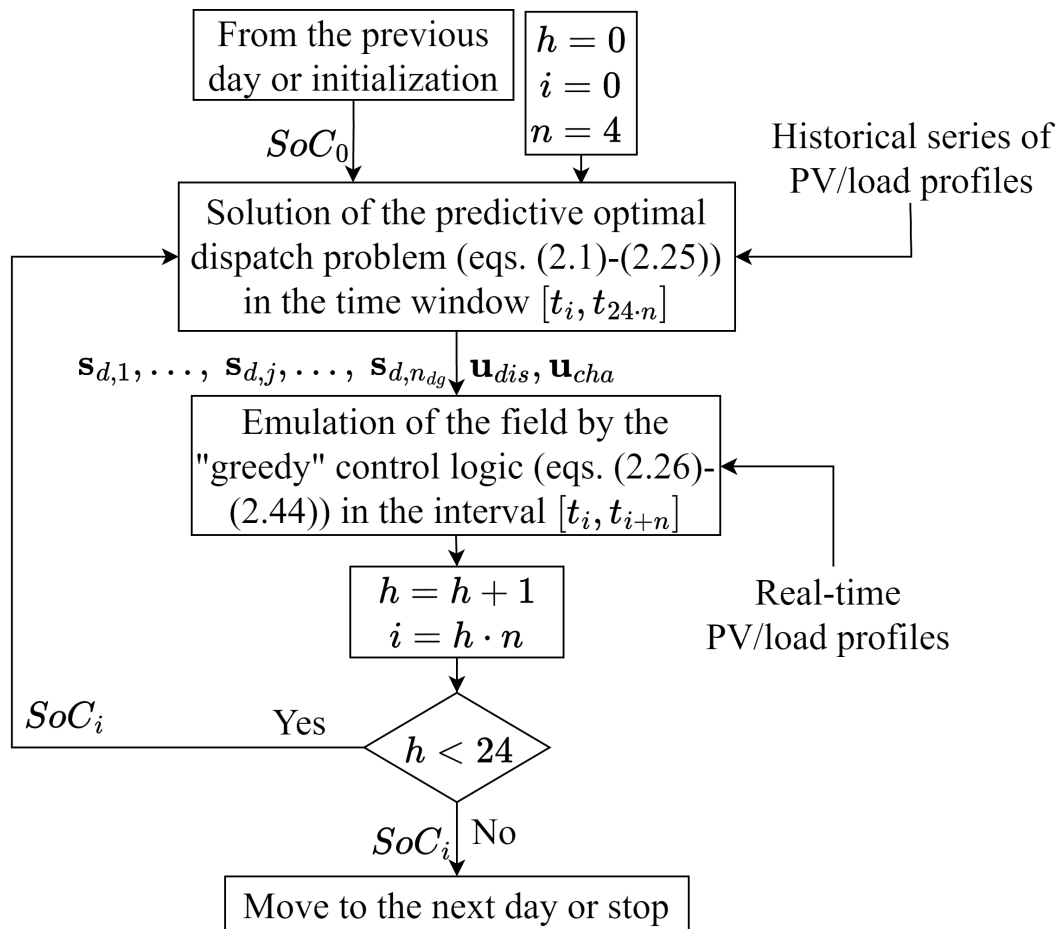 From the previous
day or initialization
h = 0
i = 0
n = 4
SoC_0
Historical series of
PV/load profiles
Solution of the predictive optimal
dispatch problem (eqs. (2.1)-(2.25))
in the time window [t_i, t_{24·n}]
s_{d,1}, ..., s_{d,j}, ..., s_{d,n_{dg}} u_{dis}, u_{cha}
Emulation of the field by the
"greedy" control logic (eqs. (2.26)-
(2.44)) in the interval [t_i, t_{i+n}]
h = h + 1
i = h · n
Real-time
PV/load profiles
SoC_i
Yes
h < 24
SoC_i
No
Move to the next day or stop